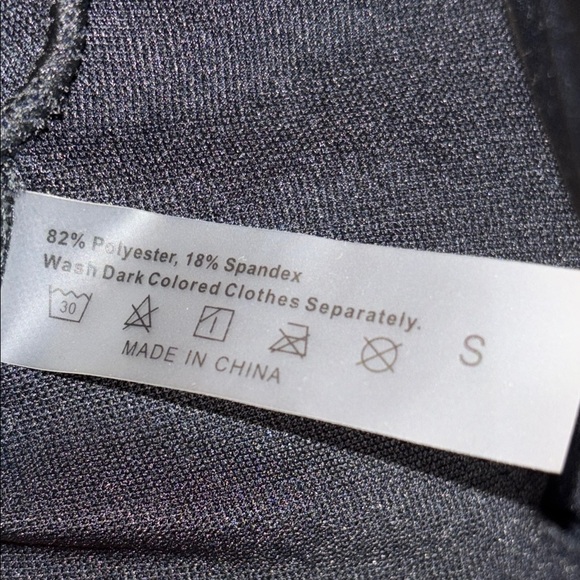 82% Polyester, 18% Spandex
Wash Dark Colored Clothes Separately.
30
S
MADE IN CHINA